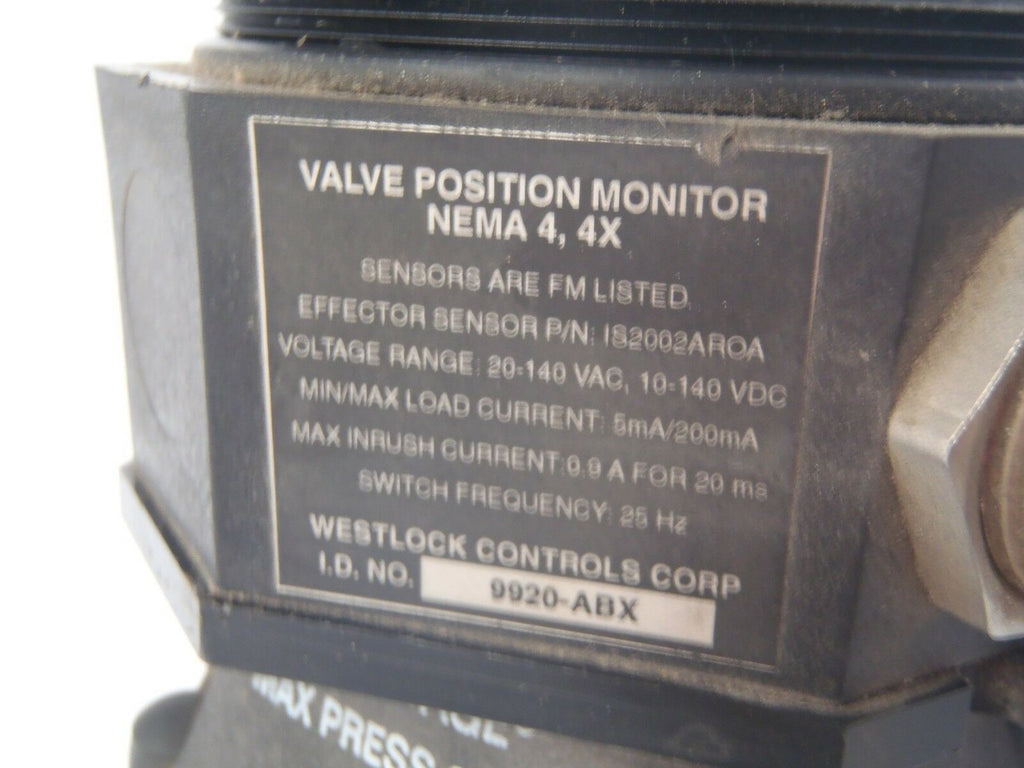 VALVE POSITION MONITOR
NEMA 4, 4X
SENSORS ARE FM LISTED.
EFFECTOR SENSOR P/N: IS2002AROA
VOLTAGE RANGE: 20-140 VAC, 10-140 VDC
MIN/MAX LOAD CURRENT: 5mA/200mA
MAX INRUSH CURRENT:0.9 A FOR 20 ms
SWITCH FREQUENCY: 25 Hz
WESTLOCK CONTROLS CORP
I.D. NO. 9920-ABX
MAX PRESS